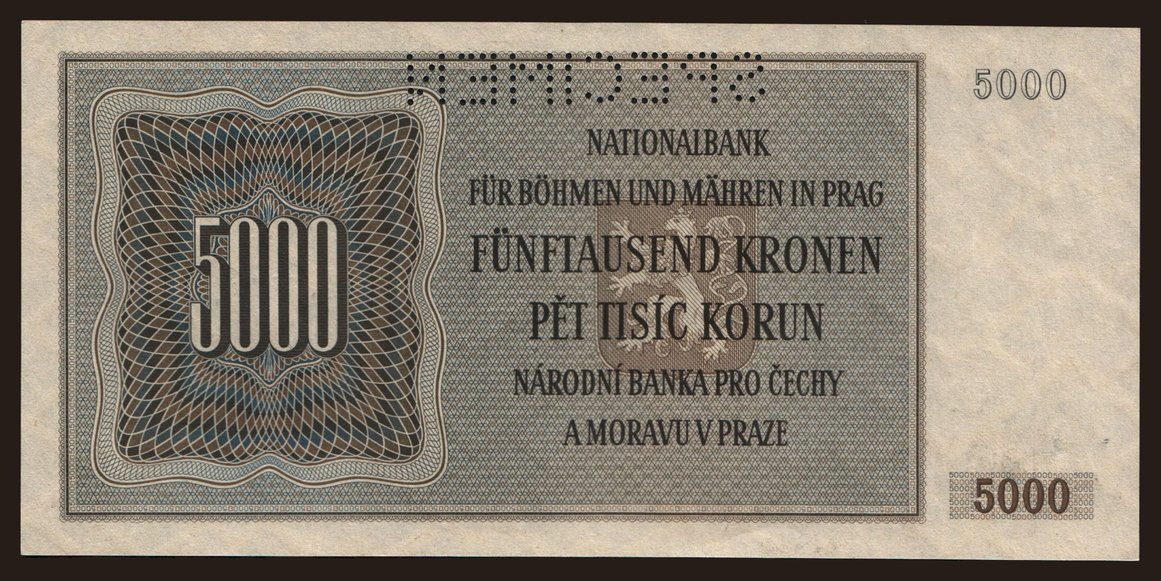 SPECIMEN
5000
NATIONALBANK
FÜR BÖHMEN UND MÄHREN IN PRAG
FÜNFTAUSEND KRONEN
PĚT TISÍC KORUN
NÁRODNÍ BANKA PRO ČECHY
A MORAVU V PRAZE
5000
5000